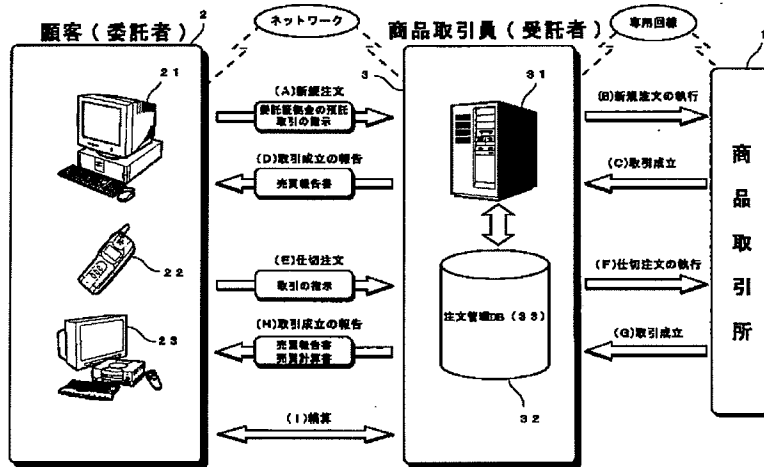 顧客(委託者)
2
ネットワーク
商品取引員(受託者)
専用回線
1
21
3
31
(A)新規注文
委託証拠金の預託
取引の指示
(B)新規注文の執行
(D)取引成立の報告
売買報告書
(C)取引成立
商品取引所
22
(E)仕切注文
取引の指示
(F)仕切注文の執行
注文管理DB(33)
23
(H)取引成立の報告
売買報告書
売買計算書
(G)取引成立
(I)精算
32